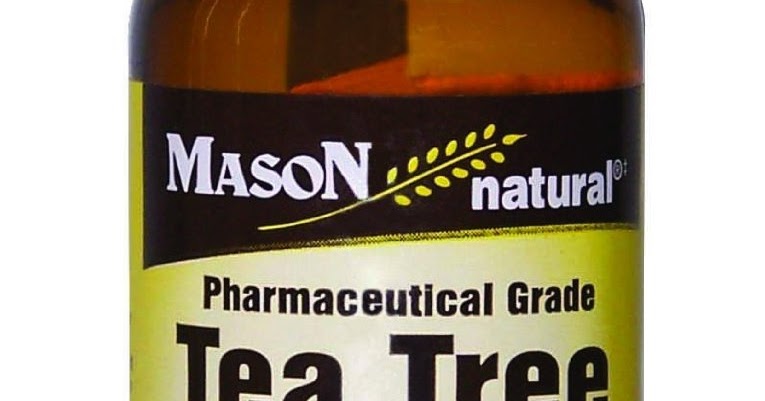 MASON natural®‡
Pharmaceutical Grade
Tea Tree